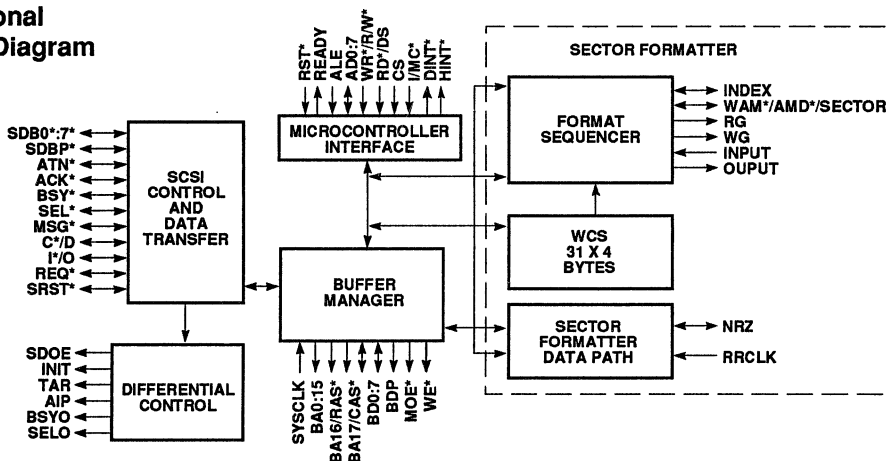 onal
Diagram
RST*
READY
ALE
AD0:7
WR*/R/W*
RD*/DS
CS
I/MC*
DINT*
HINT*
MICROCONTROLLER
INTERFACE
SDB0*:7*
SDBP*
ATN*
ACK*
BSY*
SEL*
MSG*
C*/D
I*/O
REQ*
SRST*
SCSI
CONTROL
AND
DATA
TRANSFER
SDOE
INIT
TAR
AIP
BSYO
SELO
DIFFERENTIAL
CONTROL
BUFFER
MANAGER
SYSCLK
BA0:15
BA16/RAS*
BA17/CAS*
BD0:7
BDP
MOE*
WE*
SECTOR FORMATTER
FORMAT
SEQUENCER
INDEX
WAM*/AMD*/SECTOR
RG
WG
INPUT
OUPUT
WCS
31 X 4
BYTES
SECTOR
FORMATTER
DATA PATH
NRZ
RRCLK